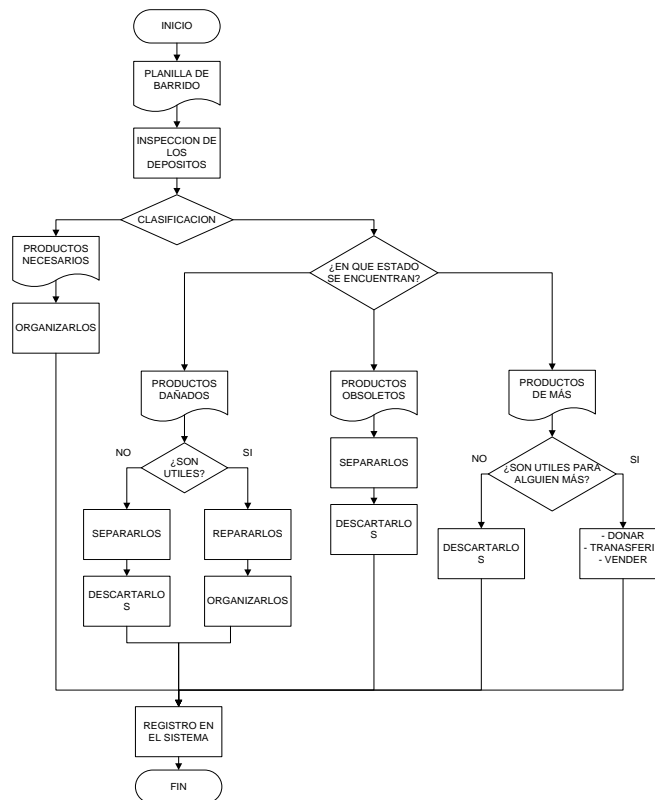 INICIO
PLANILLA DE
BARRIDO
INSPECCION DE
LOS
DEPOSITOS
CLASIFICACION
PRODUCTOS
NECESARIOS
ORGANIZARLOS
¿EN QUE ESTADO
SE ENCUENTRAN?
PRODUCTOS
DAÑADOS
PRODUCTOS
OBSOLETOS
PRODUCTOS
DE MÁS
NO
¿SON
UTILES?
SI
SEPARARLOS
NO
¿SON UTILES PARA
ALGUIEN MÁS?
SI
SEPARARLOS
REPARARLOS
DESCARTARLO
S
DESCARTARLO
S
- DONAR
- TRANASFERI
- VENDER
DESCARTARLO
S
ORGANIZARLOS
REGISTRO EN
EL SISTEMA
FIN